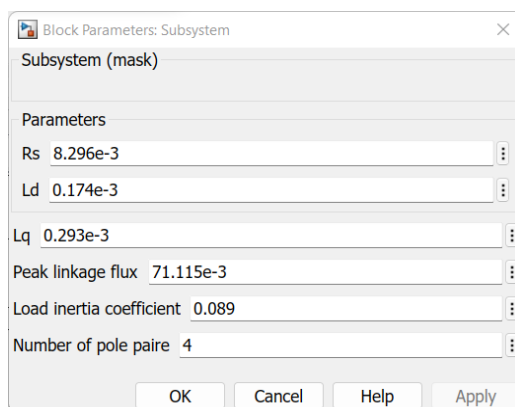 Block Parameters: Subsystem
Subsystem (mask)
Parameters
Rs 8.296e-3
Ld 0.174e-3
Lq 0.293e-3
Peak linkage flux 71.115e-3
Load inertia coefficient 0.089
Number of pole paire 4
OK Cancel Help Apply